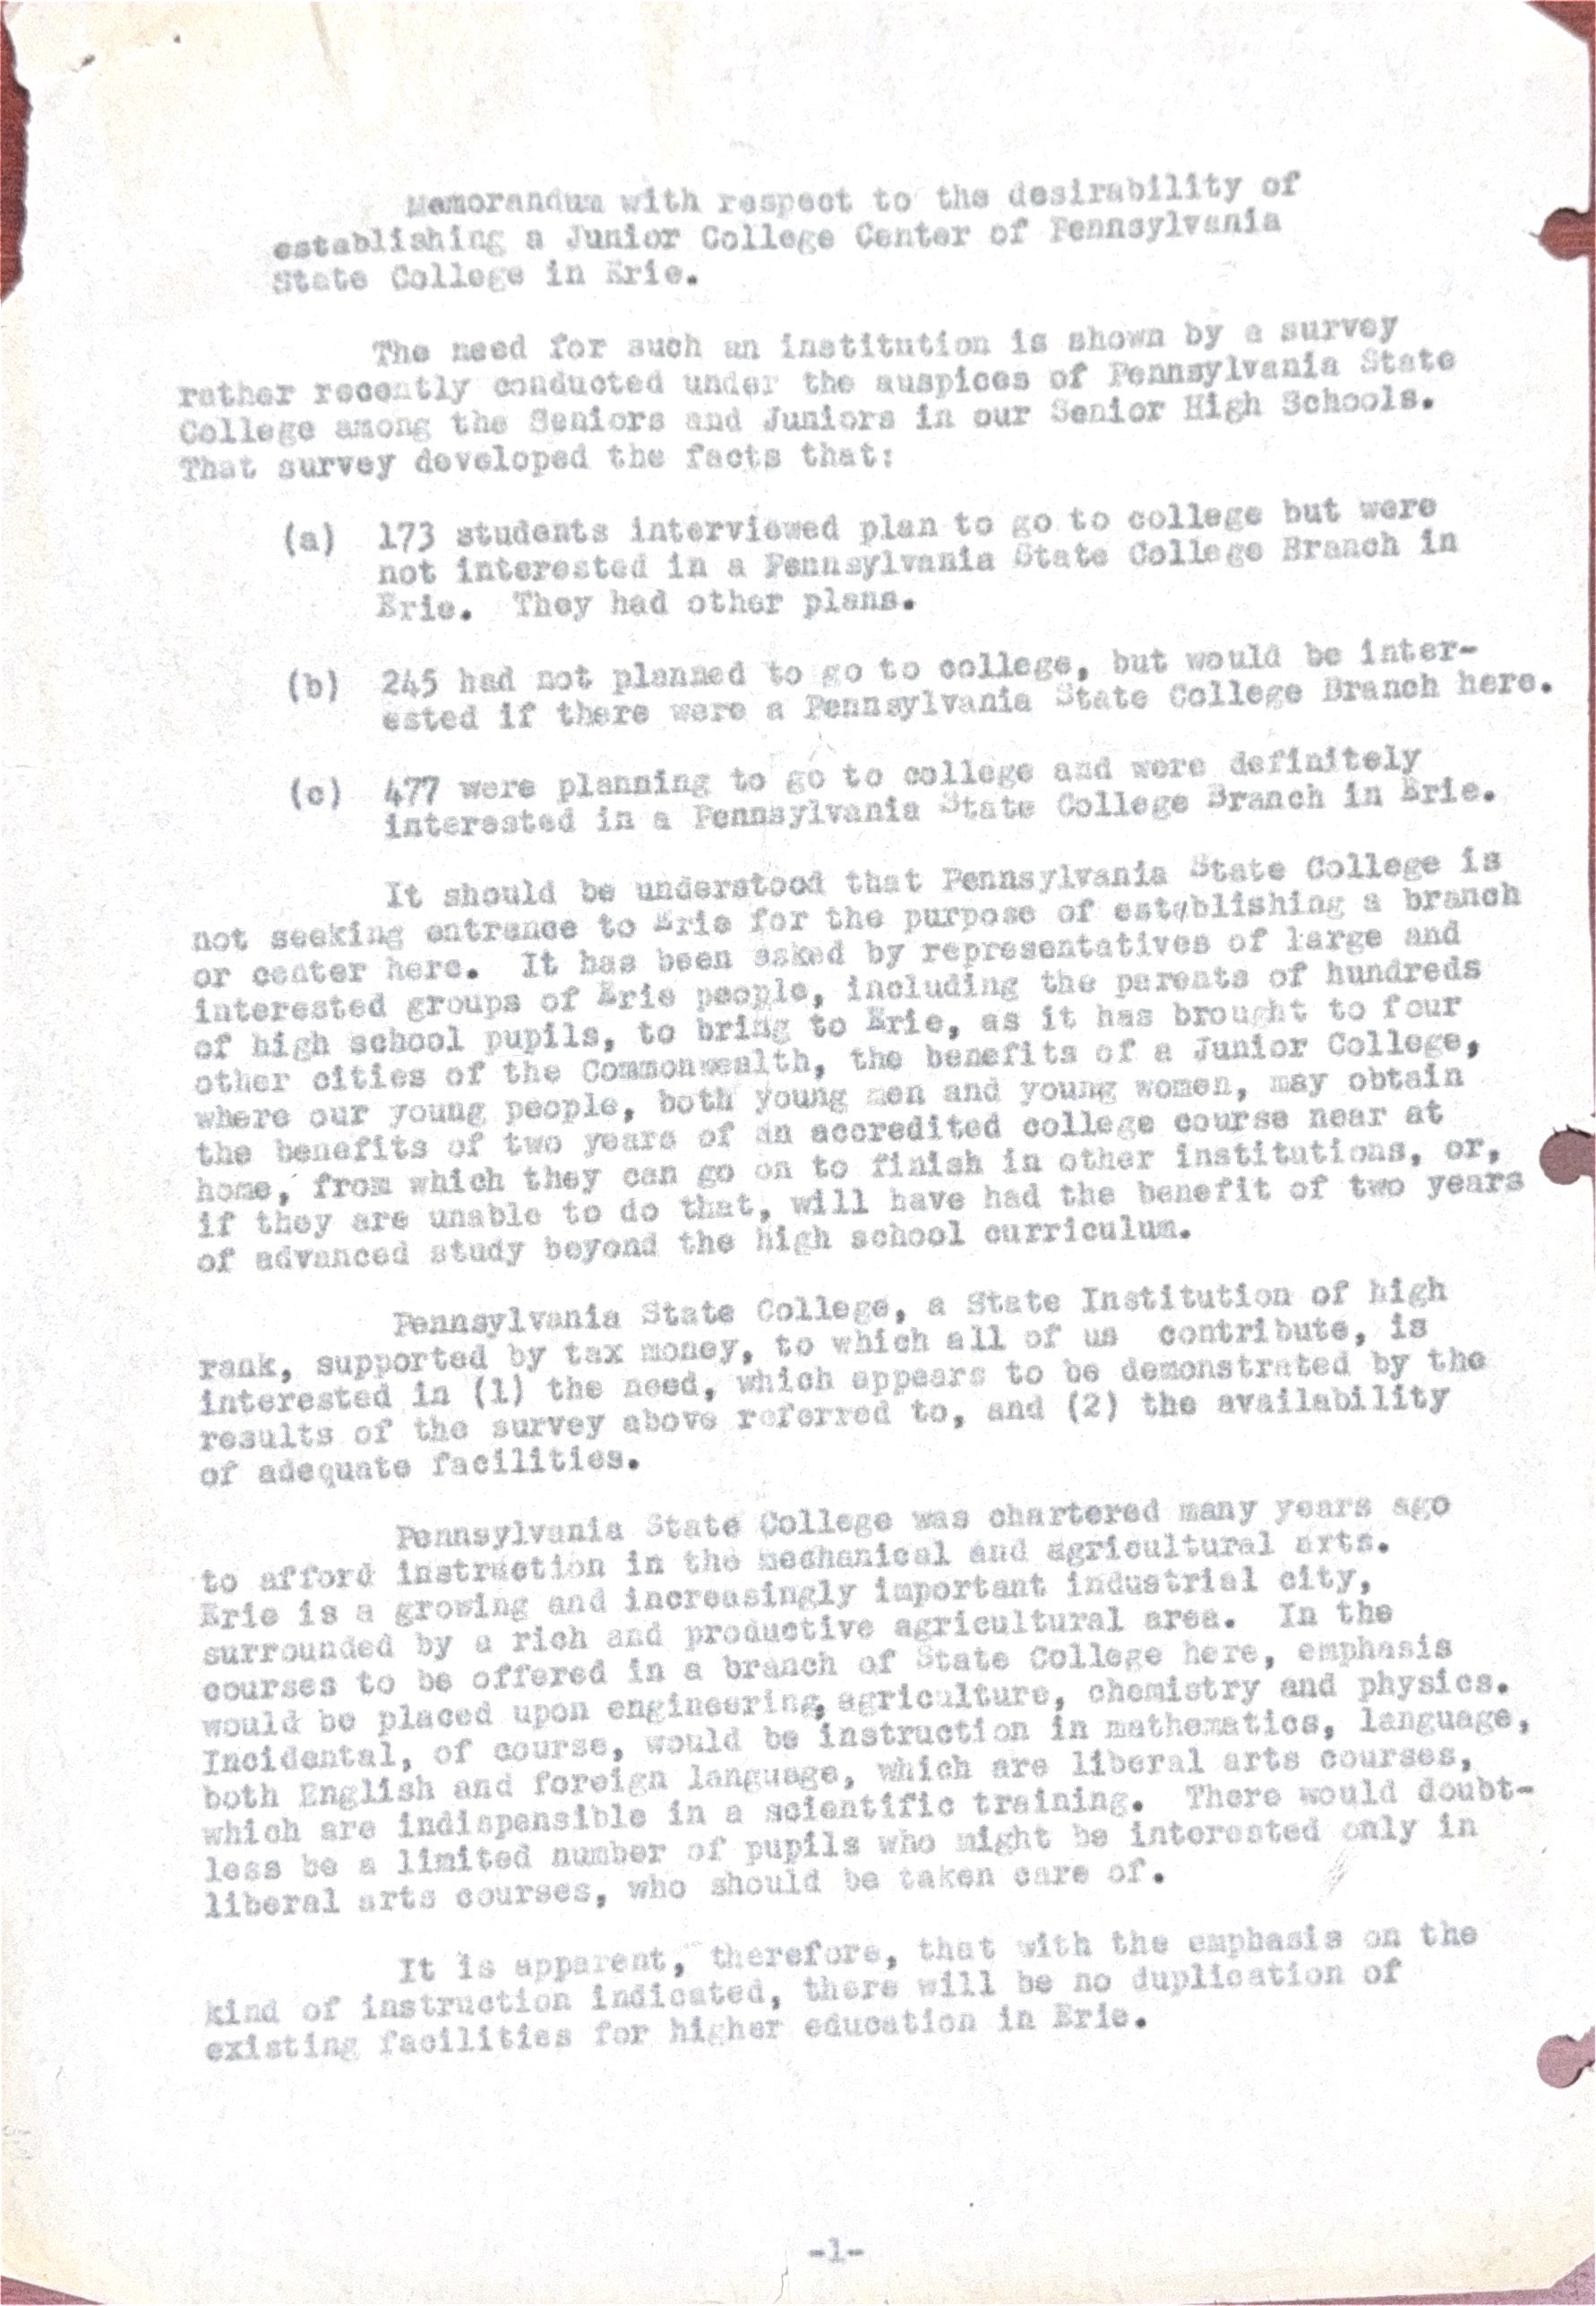 Memorandum with respect to the desirability of
establishing a Junior College Center of Pennsylvania
State College in Erie.
The need for such an institution is shown by a survey
rather recently conducted under the auspices of Pennsylvania State
College among the Seniors and Juniors in our Senior High Schools.
That survey developed the facts that:
(a) 173 students interviewed plan to go to college but were
not interested in a Pennsylvania State College Branch in
Erie. They had other plans.
(b) 245 had not planned to go to college, but would be inter-
ested if there were a Pennsylvania State College Branch here.
(c) 477 were planning to go to college and were definitely
interested in a Pennsylvania State College Branch in Erie.
It should be understood that Pennsylvania State College is
not seeking entrance to Erie for the purpose of establishing a branch
or center here. It has been asked by representatives of large and
interested groups of Erie people, including the parents of hundreds
of high school pupils, to bring to Erie, as it has brought to four
other cities of the Commonwealth, the benefits of a Junior College,
where our young people, both young men and young women, may obtain
the benefits of two years of an accredited college course near at
home, from which they can go on to finish in other institutions, or,
if they are unable to do that, will have had the benefit of two years
of advanced study beyond the high school curriculum.
Pennsylvania State College, a State Institution of high
rank, supported by tax money, to which all of us contribute, is
interested in (1) the need, which appears to be demonstrated by the
results of the survey above referred to, and (2) the availability
of adequate facilities.
Pennsylvania State College was chartered many years ago
to afford instruction in the mechanical and agricultural arts.
Erie is a growing and increasingly important industrial city,
surrounded by a rich and productive agricultural area. In the
courses to be offered in a branch of State College here, emphasis
would be placed upon engineering, agriculture, chemistry and physics.
Incidental, of course, would be instruction in mathematics, language,
both English and foreign language, which are liberal arts courses,
which are indispensible in a scientific training. There would doubt-
less be a limited number of pupils who might be interested only in
liberal arts courses, who should be taken care of.
It is apparent, therefore, that with the emphasis on the
kind of instruction indicated, there will be no duplication of
existing facilities for higher education in Erie.
-1-